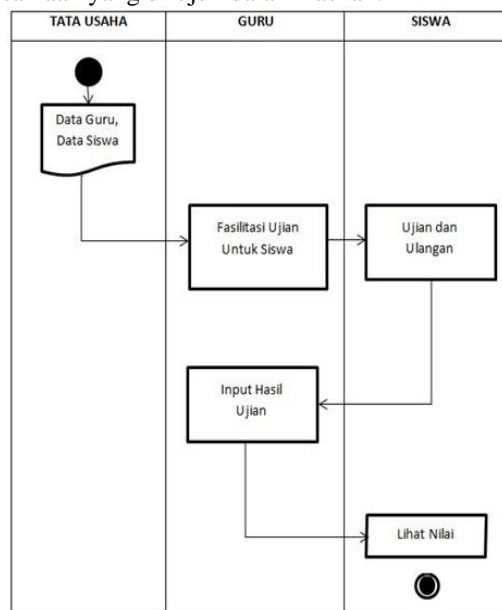 TATA USAHA
GURU
SISWA
Data Guru,
Data Siswa
Fasilitasi Ujian
Untuk Siswa
Ujian dan
Ulangan
Input Hasil
Ujian
Lihat Nilai